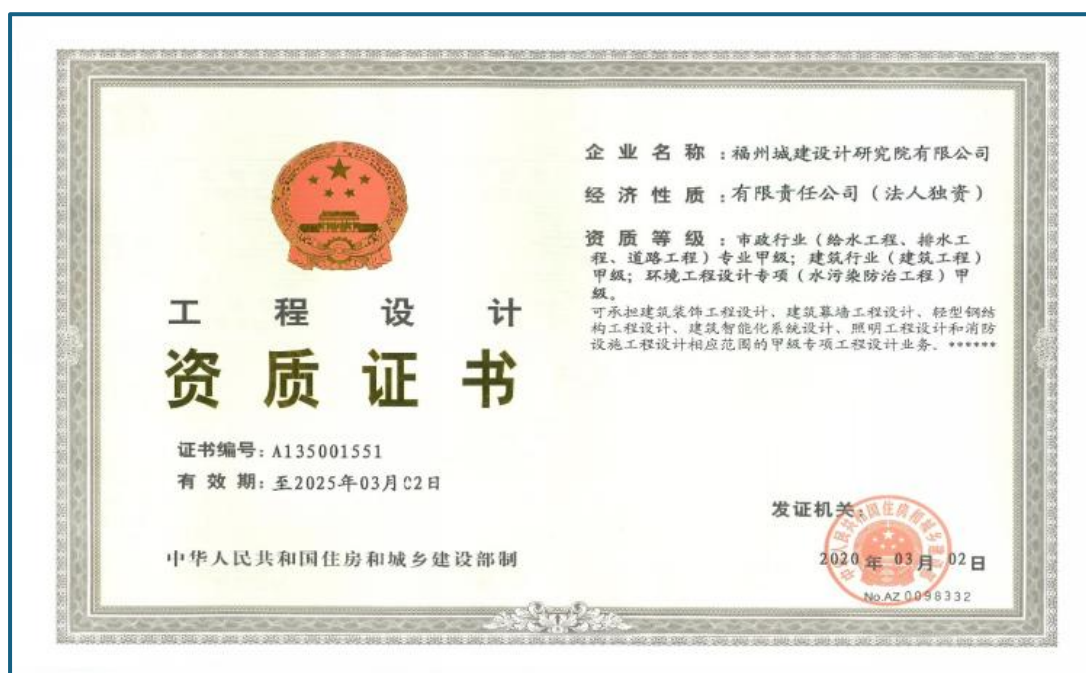 工程设计
资质证书
证书编号：A135001551
有效期：至2025年03月02日
中华人民共和国住房和城乡建设部制
企业名称：福州城建设计研究院有限公司
经济性质：有限责任公司（法人独资）
资质等级：市政行业（给水工程、排水工
程、道路工程）专业甲级；建筑行业（建筑工程）
甲级；环境工程设计专项（水污染防治工程）甲
级。
可承担建筑装饰工程设计、建筑幕墙工程设计、轻型钢结
构工程设计、建筑智能化系统设计、照明工程设计和消防
设施工程设计相应范围的甲级专项工程设计业务。******
发证机关：
2020年03月02日
No.AZ 0098332